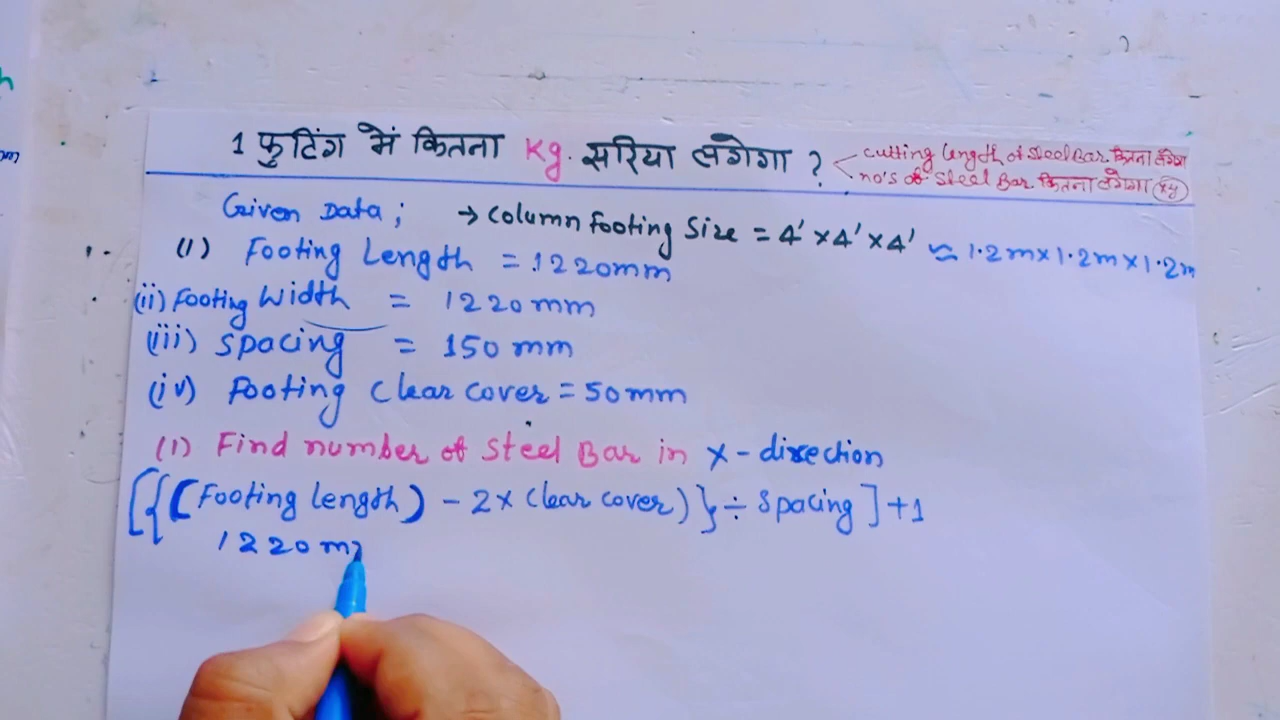 1 फुटिंग में कितना Kg. सरिया लगेगा ?
cutting length of Steel Bar कितना लगेगा
no's of Steel Bar कितना लगेगा
Given Data; → Column Footing Size = 4' × 4' × 4' ≈ 1.2m × 1.2m × 1.2m
(i) Footing Length = 1220mm
(ii) Footing Width = 1220mm
(iii) Spacing = 150 mm
(iv) Footing Clear Cover = 50mm
(1) Find number of Steel Bar in x - direction
[{(Footing length) - 2 × Clear cover)} ÷ Spacing ] + 1
1220 m